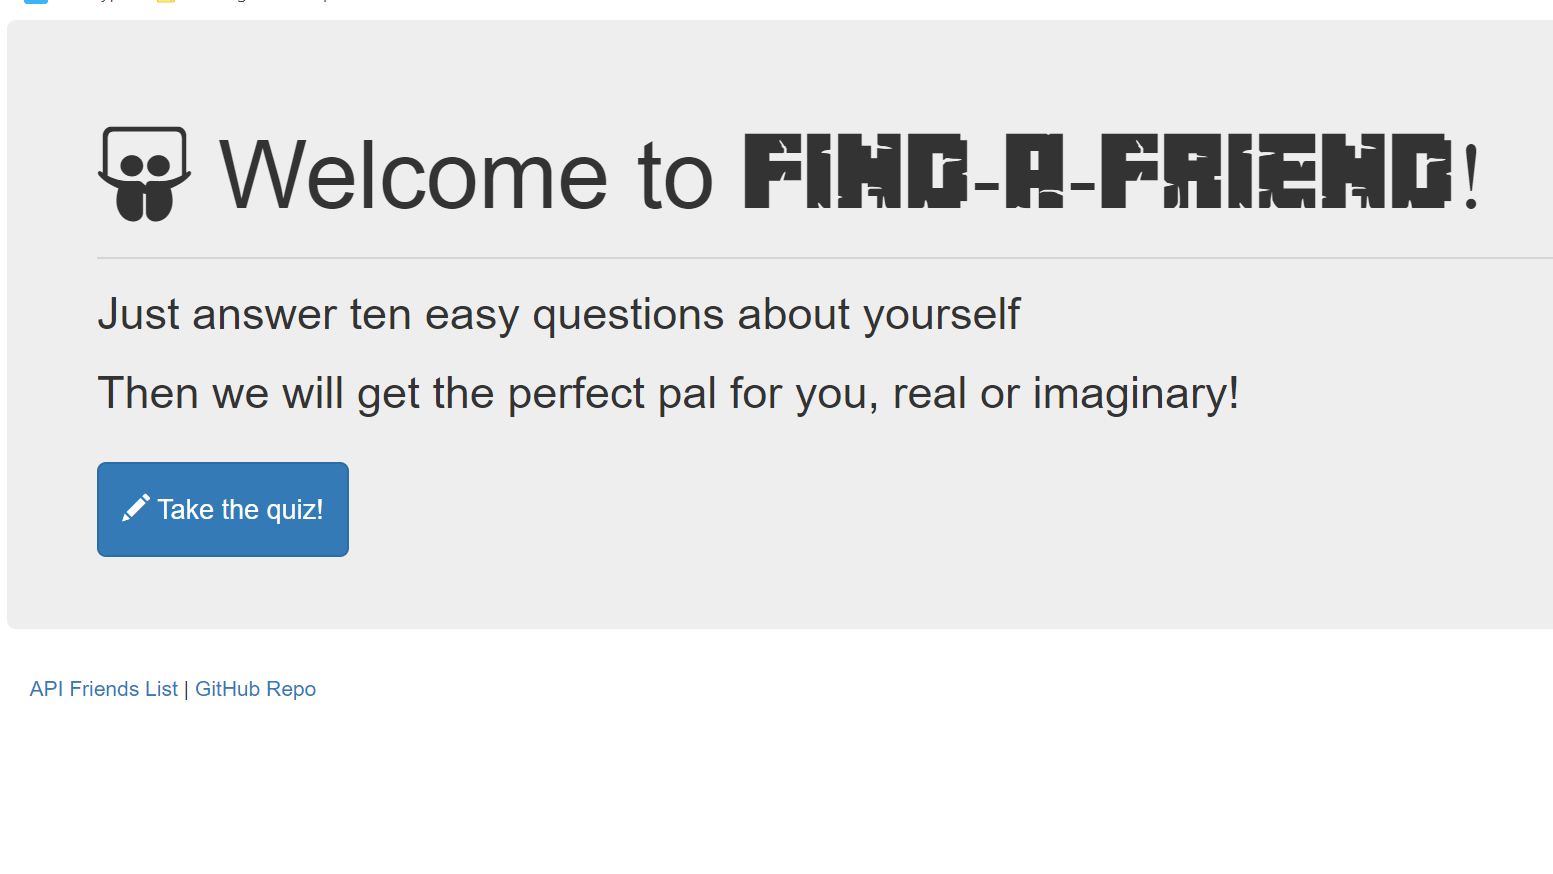 Welcome to FIND-A-FRIEND!
Just answer ten easy questions about yourself
Then we will get the perfect pal for you, real or imaginary!
Take the quiz!
API Friends List | GitHub Repo